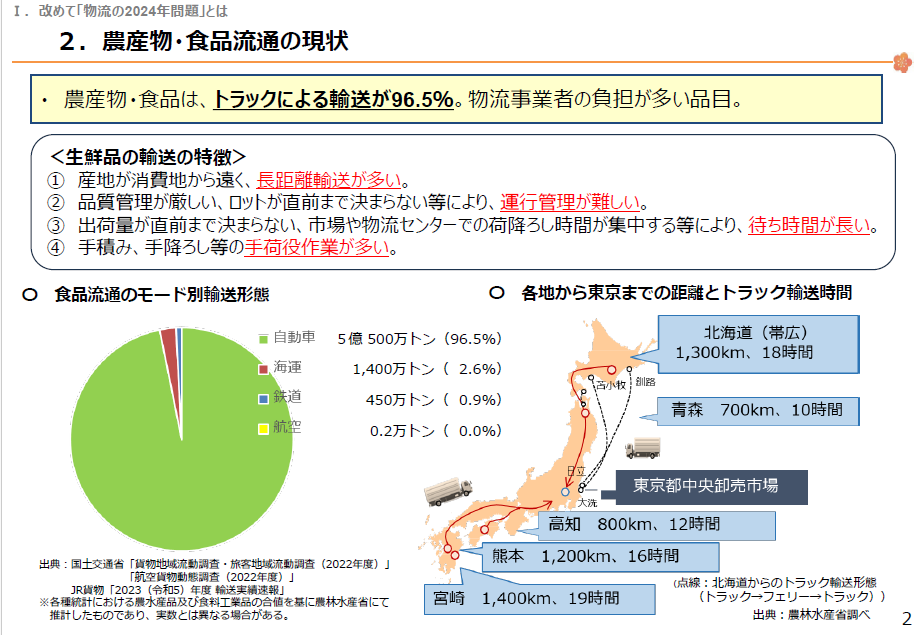 Ⅰ．改めて「物流の2024年問題」とは
２．農産物・食品流通の現状
・ 農産物・食品は、トラックによる輸送が96.5%。物流事業者の負担が多い品目。
＜生鮮品の輸送の特徴＞
① 産地が消費地から遠く、長距離輸送が多い。
② 品質管理が厳しい、ロットが直前まで決まらない等により、運行管理が難しい。
③ 出荷量が直前まで決まらない、市場や物流センターでの荷降ろし時間が集中する等により、待ち時間が長い。
④ 手積み、手降ろし等の手荷役作業が多い。
○ 食品流通のモード別輸送形態
自動車 5億 500万トン（96.5%）
海運 1,400万トン（ 2.6%）
鉄道 450万トン（ 0.9%）
航空 0.2万トン（ 0.0%）
出典：国土交通省「貨物地域流動調査・旅客地域流動調査（2022年度）」
「航空貨物動態調査（2022年度）」
JR貨物「2023（令和5）年度 輸送実績速報」
※各種統計における農水産品及び食料工業品の合値を基に農林水産省にて
推計したものであり、実数とは異なる場合がある。
○ 各地から東京までの距離とトラック輸送時間
北海道（帯広）
1,300km、18時間
苫小牧
釧路
青森 700km、10時間
日立
東京都中央卸売市場
大洗
高知 800km、12時間
熊本 1,200km、16時間
宮崎 1,400km、19時間
(点線：北海道からのトラック輸送形態
（トラック→フェリー→トラック））
出典：農林水産省調べ
2